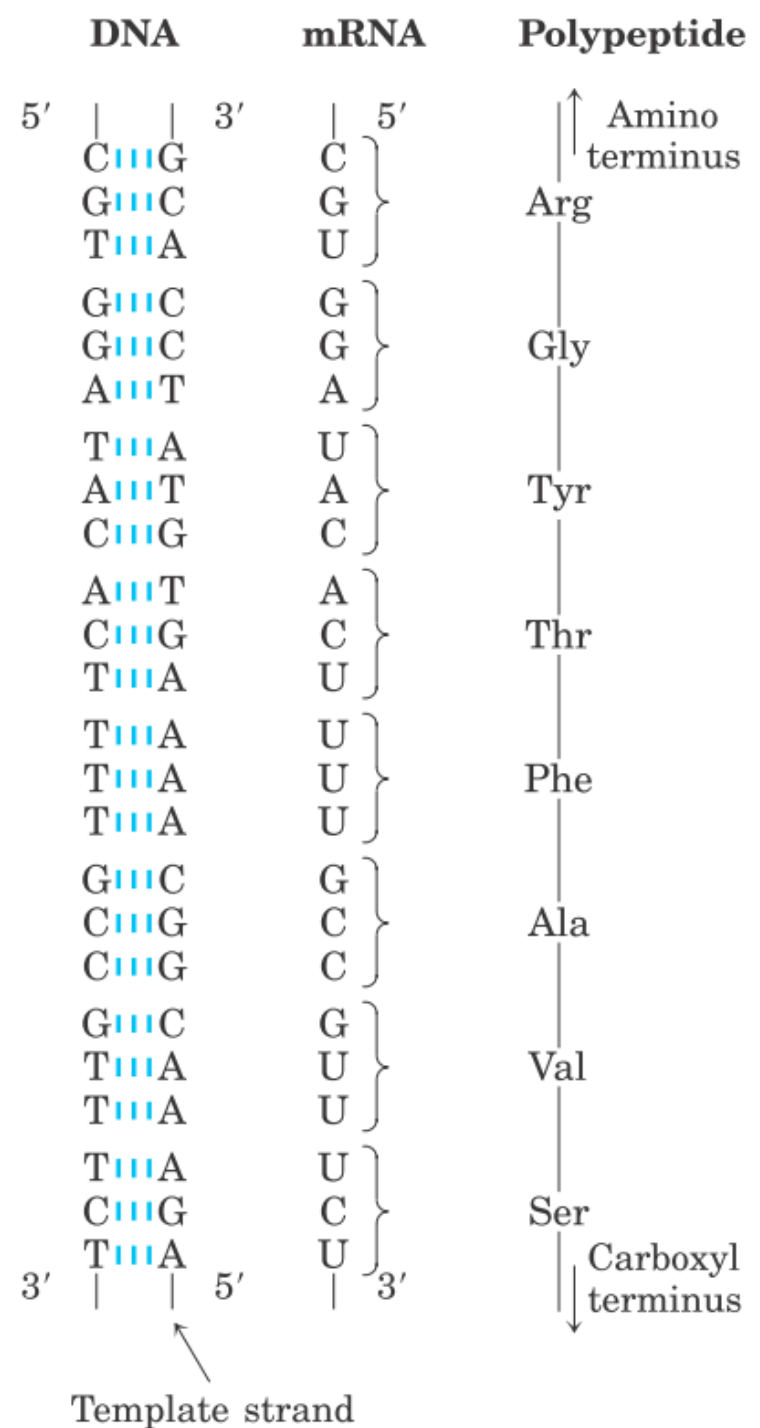 DNA mRNA Polypeptide
5′ 3′ 5′ Amino
C G C terminus
G C G Arg
T A U
G C G
G C G Gly
A T A
T A U
A T A Tyr
C G C
A T A
C G C Thr
T A U
T A U
T A U Phe
T A U
G C G
C G C Ala
C G C
G C G
T A U Val
T A U
T A U
C G C Ser
T A U Carboxyl
3′ 5′ 3′ terminus
Template strand